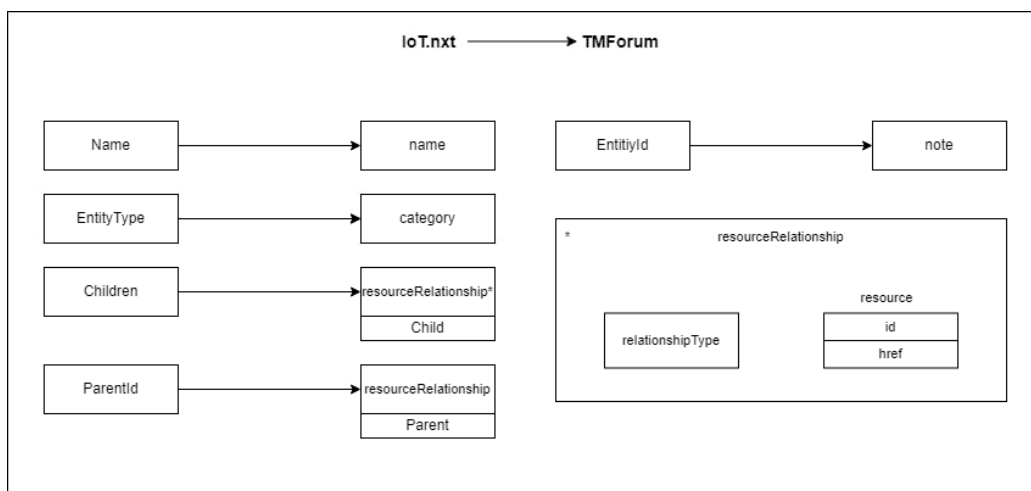 IoT.nxt TMForum
Name
name
EntityType
category
Children
resourceRelationship*
Child
ParentId
resourceRelationship
Parent
EntitiyId
note
* resourceRelationship
relationshipType
resource
id
href